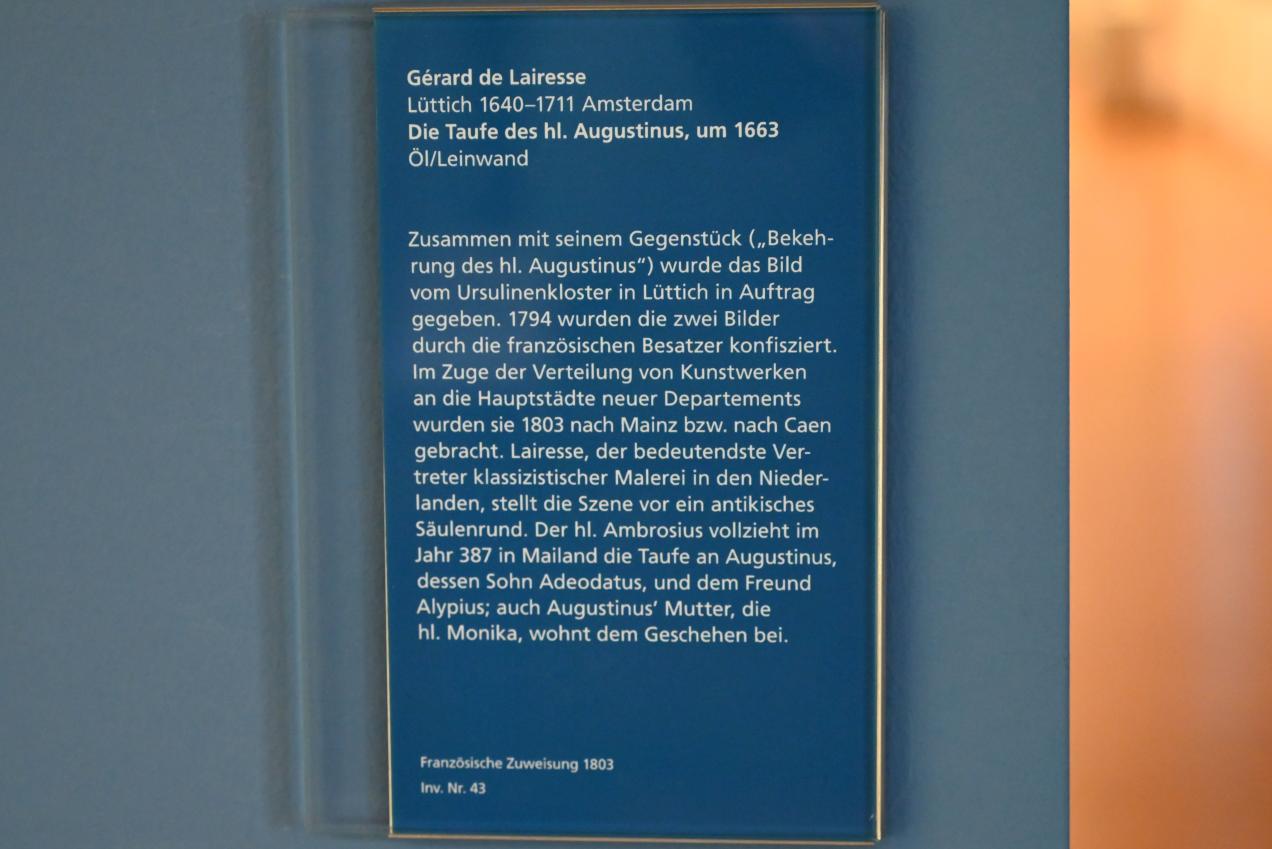 Gérard de Lairesse
Lüttich 1640–1711 Amsterdam
Die Taufe des hl. Augustinus, um 1663
Öl/Leinwand
Zusammen mit seinem Gegenstück („Bekeh-
rung des hl. Augustinus“) wurde das Bild
vom Ursulinenkloster in Lüttich in Auftrag
gegeben. 1794 wurden die zwei Bilder
durch die französischen Besatzer konfisziert.
Im Zuge der Verteilung von Kunstwerken
an die Hauptstädte neuer Departements
wurden sie 1803 nach Mainz bzw. nach Caen
gebracht. Lairesse, der bedeutendste Ver-
treter klassizistischer Malerei in den Nieder-
landen, stellt die Szene vor ein antikisches
Säulenrund. Der hl. Ambrosius vollzieht im
Jahr 387 in Mailand die Taufe an Augustinus,
dessen Sohn Adeodatus, und dem Freund
Alypius; auch Augustinus’ Mutter, die
hl. Monika, wohnt dem Geschehen bei.
Französische Zuweisung 1803
Inv. Nr. 43